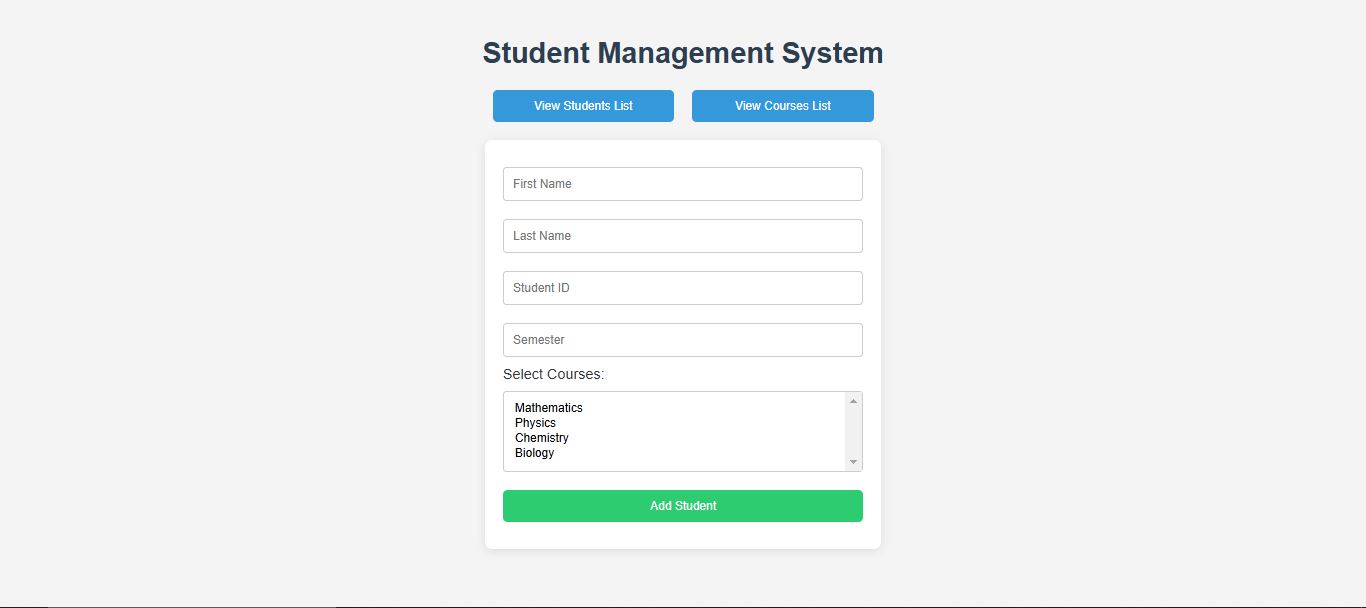 Student Management System
View Students List
View Courses List
First Name
Last Name
Student ID
Semester
Select Courses:
Mathematics
Physics
Chemistry
Biology
Add Student